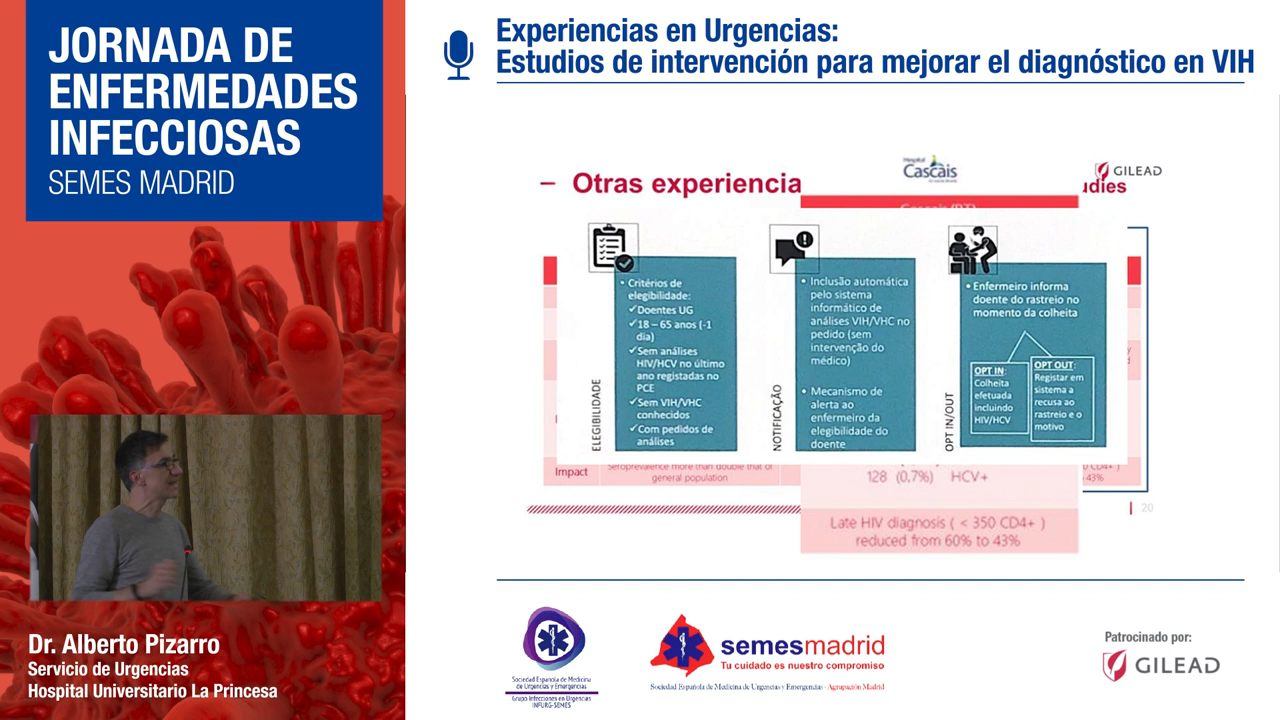 JORNADA DE
ENFERMEDADES
INFECCIOSAS
SEMES MADRID
Dr. Alberto Pizarro
Servicio de Urgencias
Hospital Universitario La Princesa
Experiencias en Urgencias:
Estudios de intervención para mejorar el diagnóstico en VIH
Hospital
Cascais
GILEAD
– Otras experiencia
udies
Cascais (PT)
ELEGIBILIDADE
• Critérios de
elegibilidade:
✓Doentes UG
✓18 – 65 anos (-1
dia)
✓Sem análises
HIV/HCV no último
ano registadas no
PCE
✓Sem VIH/VHC
conhecidos
✓Com pedidos de
análises
NOTIFICAÇÃO
• Inclusão automática
pelo sistema
informático de
análises VIH/VHC no
pedido (sem
intervenção do
médico)
• Mecanismo de
alerta ao
enfermeiro da
elegibilidade do
doente
OPT IN/OUT
• Enfermeiro informa
doente do rastreio no
momento da colheita
OPT IN:
Colheita
efetuada
incluindo
HIV/HCV
OPT OUT:
Registar em
sistema a
recusa ao
rastreio e o
motivo
Impact
Seroprevalence more than double that of
general population
128 (0,7%) HCV+
Late HIV diagnosis ( < 350 CD4+ )
reduced from 60% to 43%
0 CD4+ )
43%
20
Sociedad Española de Medicina
de Urgencias y Emergencias
Grupo Infecciones en Urgencias
INFURG-SEMES
semesmadrid
Tu cuidado es nuestro compromiso
Sociedad Española de Medicina de Urgencias y Emergencias - Agrupación Madrid
Patrocinado por:
GILEAD